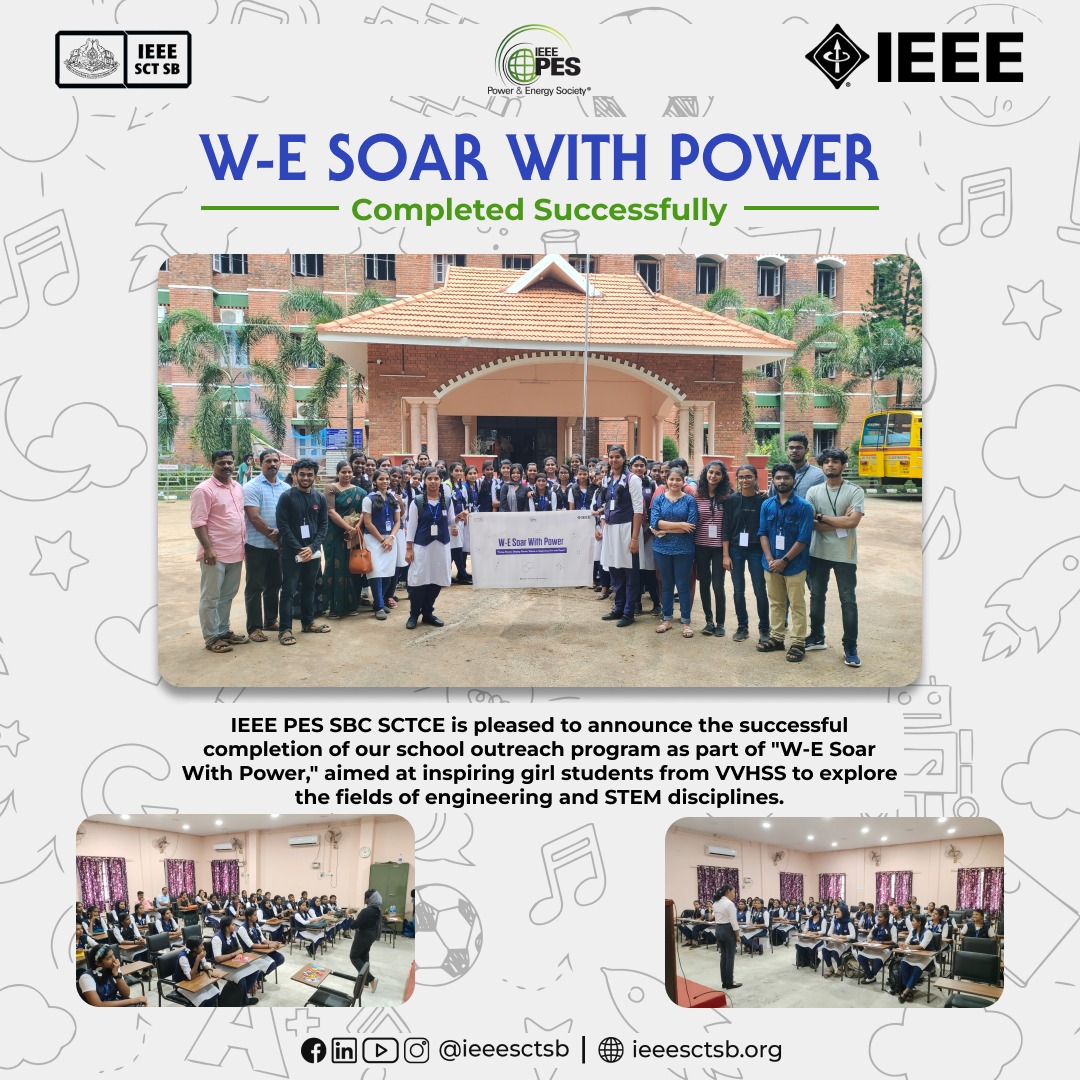 IEEE
SCT SB
IEEE
PES
Power & Energy Society®
IEEE
W-E SOAR WITH POWER
Completed Successfully
W-E Soar With Power
IEEE PES SBC SCTCE is pleased to announce the successful
completion of our school outreach program as part of "W-E Soar
With Power," aimed at inspiring girl students from VVHSS to explore
the fields of engineering and STEM disciplines.
@ieeesctsb | ieeesctsb.org